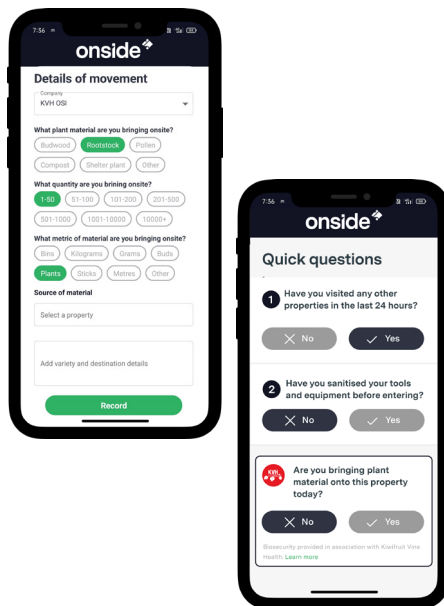 7:36
onside
Details of movement
Company
KVH OSI
What plant material are you bringing onsite?
Budwood Rootstock Pollen
Compost Shelter plant Other
What quantity are you brining onsite?
1-50 51-100 101-200 201-500
501-1000 1001-10000 10000+
What metric of material are you bringing onsite?
Bins Kilograms Grams Buds
Plants Sticks Metres Other
Source of material
Select a property
Add variety and destination details
Record
7:36
onside
Quick questions
1 Have you visited any other
properties in the last 24 hours?
No Yes
2 Have you sanitised your tools
and equipment before entering?
No Yes
KVH Are you bringing plant
material onto this property
today?
No Yes
Biosecurity provided in association with Kiwifruit Vine
Health. Learn more